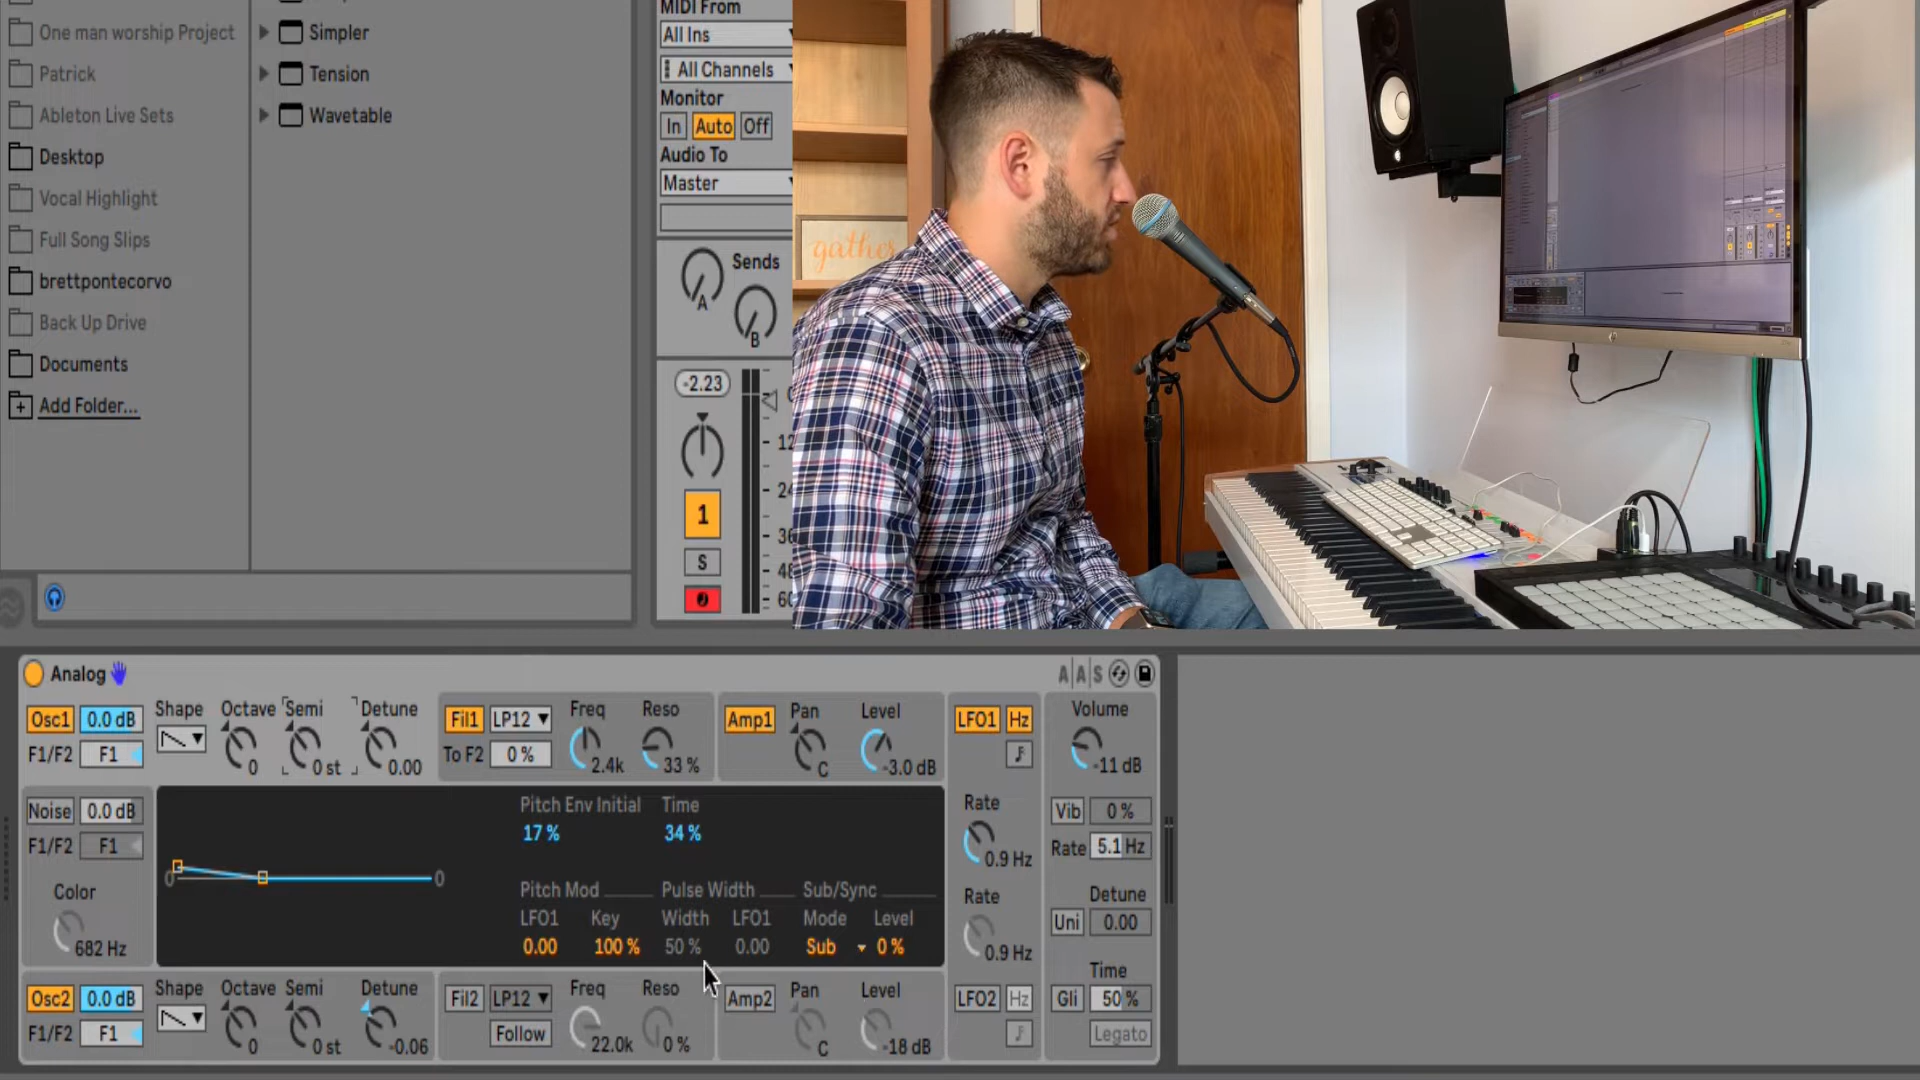 One man worship Project
Patrick
Ableton Live Sets
Desktop
Vocal Highlight
Full Song Slips
brettpontecorvo
Back Up Drive
Documents
Add Folder...
Simpler
Tension
Wavetable
MIDI From
All Ins
All Channels
Monitor
In Auto Off
Audio To
Master
Sends
A
B
-2.23
12
24
36
48
60
1
S
gather
Analog
AAS
Osc1 0.0 dB Shape Octave Semi Detune
F1/F2 F1 0 0 st 0.00
Fil1 LP12 Freq Reso
To F2 0 % 2.4k 33 %
Amp1 Pan Level
C -3.0 dB
LFO1 Hz
Volume
-11 dB
Noise 0.0 dB
F1/F2 F1
Color
682 Hz
0 0
Pitch Env Initial Time
17 % 34 %
Pitch Mod Pulse Width Sub/Sync
LFO1 Key Width LFO1 Mode Level
0.00 100 % 50 % 0.00 Sub 0 %
Rate
0.9 Hz
Rate
0.9 Hz
Vib 0 %
Rate 5.1 Hz
Detune
Uni 0.00
Time
Gli 50 %
Legato
Osc2 0.0 dB Shape Octave Semi Detune
F1/F2 F1 0 0 st -0.06
Fil2 LP12 Freq Reso
Follow 22.0k 0 %
Amp2 Pan Level
C -18 dB
LFO2 Hz